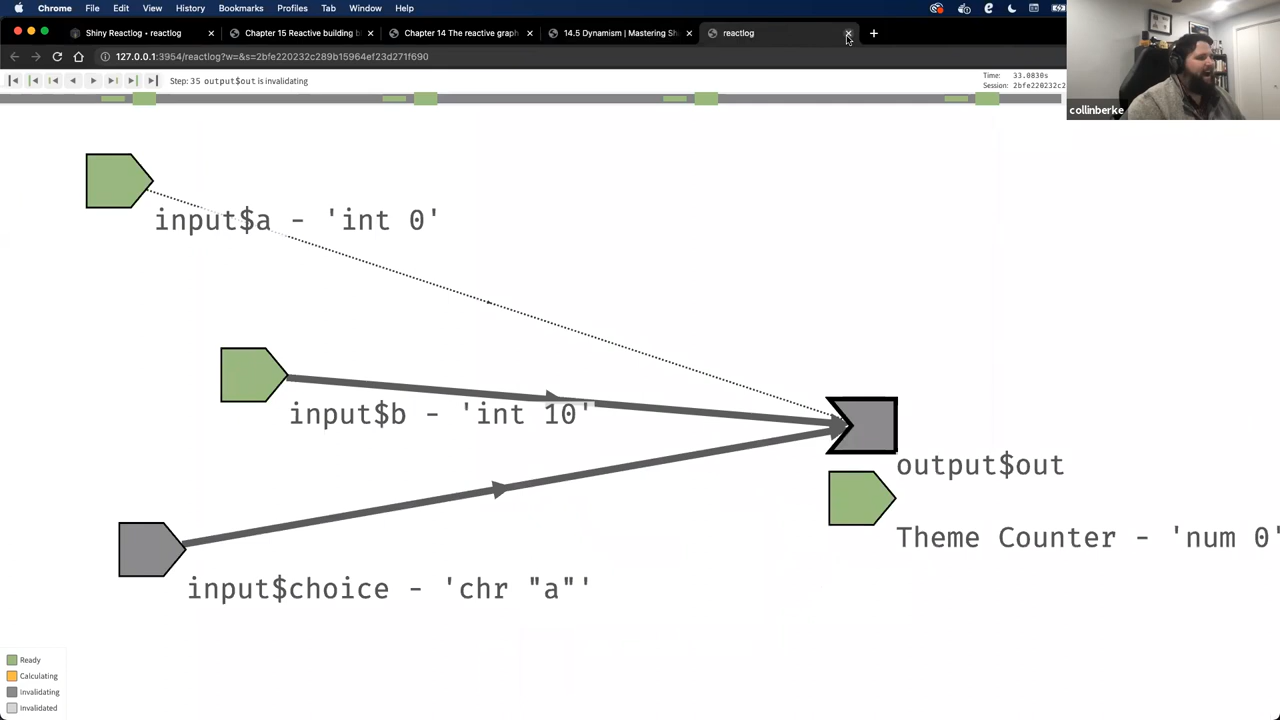 Chrome File Edit View History Bookmarks Profiles Tab Window Help
Shiny Reactlog • reactlog
Chapter 15 Reactive building b
Chapter 14 The reactive graph
14.5 Dynamism | Mastering Sh
reactlog
127.0.0.1:3954/reactlog?w=&s=2bfe220232c289b15964ef23d271f690
Step: 35 output$out is invalidating
Time: 33.0830s
Session: 2bfe220232c2
collinberke
input$a - 'int 0'
input$b - 'int 10'
output$out
Theme Counter - 'num 0'
input$choice - 'chr "a"'
Ready
Calculating
Invalidating
Invalidated